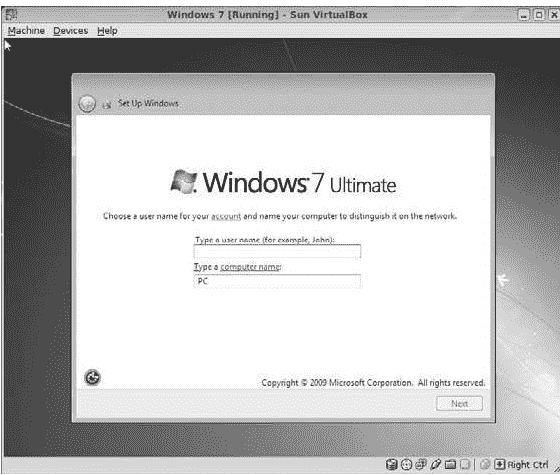 Windows 7 [Running] - Sun VirtualBox
Machine Devices Help
Set Up Windows
Windows 7 Ultimate
Choose a user name for your account and name your computer to distinguish it on the network.
Type a user name (for example, John):
Type a computer name:
PC
Copyright © 2009 Microsoft Corporation. All rights reserved.
Next
Right Ctrl